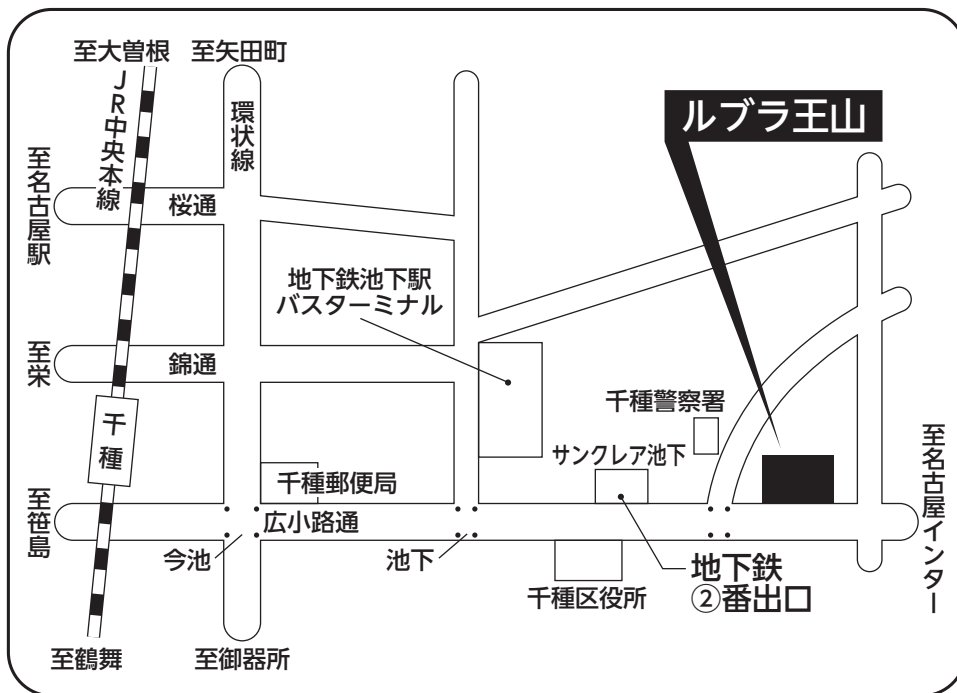 至大曽根
至矢田町
JR中央本線
環状線
ルブラ王山
至名古屋駅
桜通
地下鉄池下駅
バスターミナル
至栄
錦通
千種警察署
千種
サンクレア池下
至名古屋インター
千種郵便局
至笹島
広小路通
今池
池下
地下鉄
②番出口
千種区役所
至鶴舞
至御器所